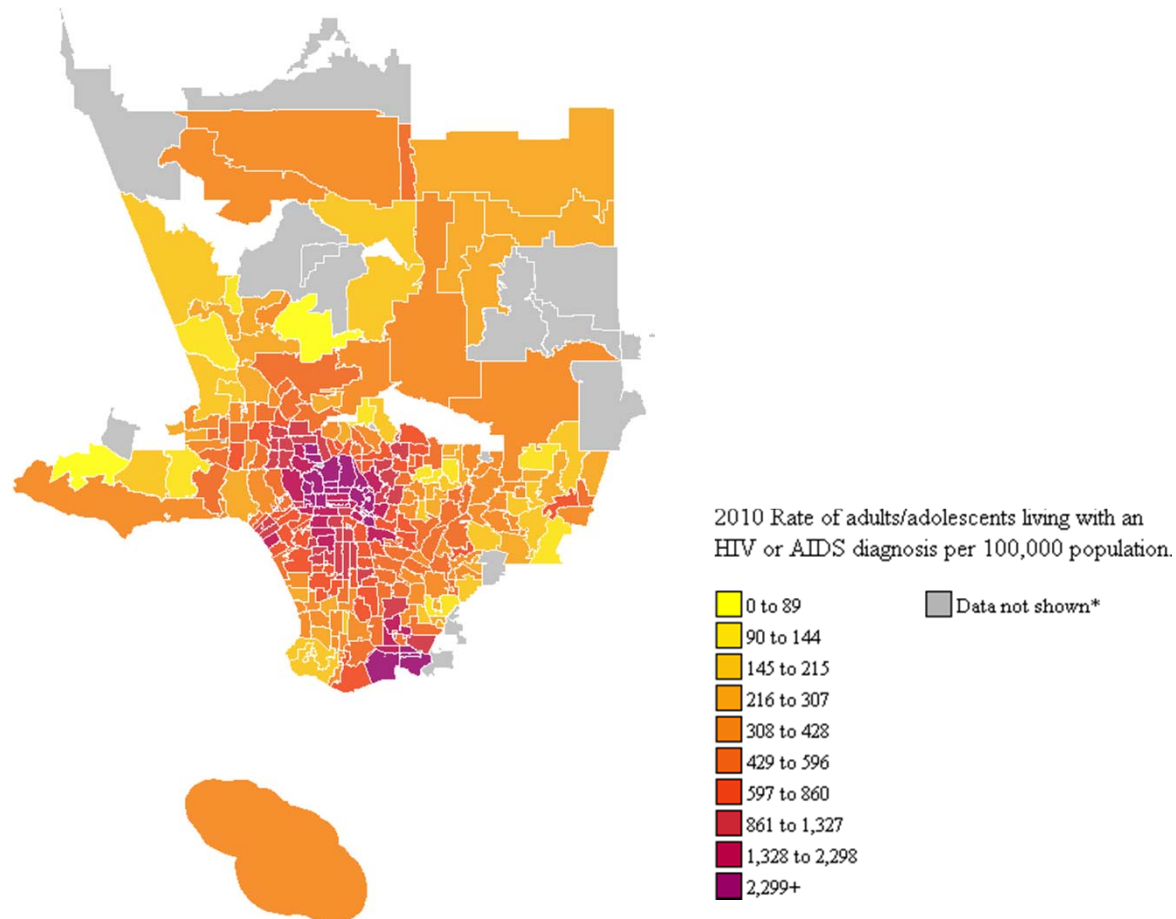 2010 Rate of adults/adolescents living with an
HIV or AIDS diagnosis per 100,000 population.
0 to 89
Data not shown*
90 to 144
145 to 215
216 to 307
308 to 428
429 to 596
597 to 860
861 to 1,327
1,328 to 2,298
2,299+